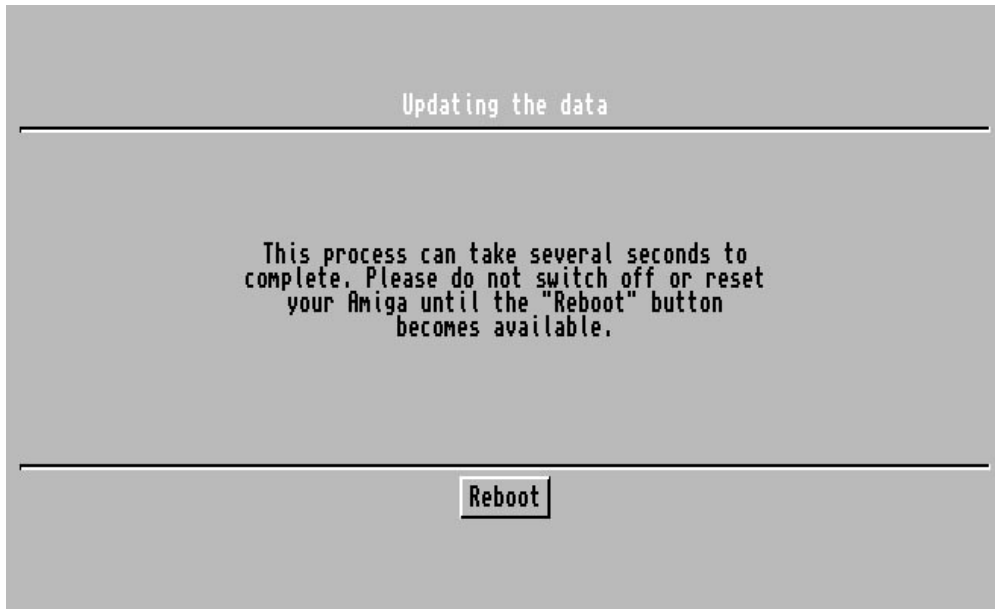 Updating the data
This process can take several seconds to
complete. Please do not switch off or reset
your Amiga until the "Reboot" button
becomes available.
Reboot